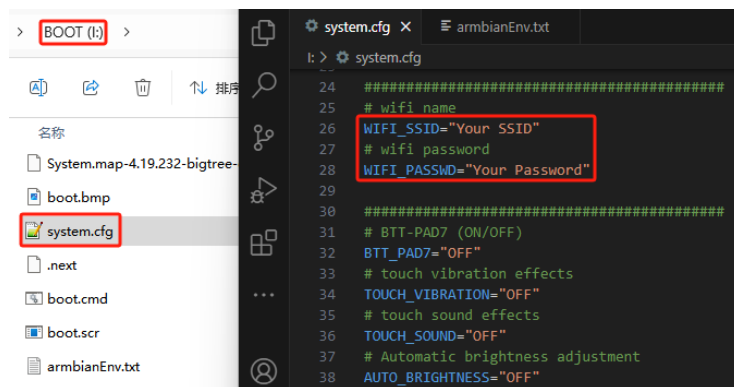 BOOT (I:)
排序
名称
System.map-4.19.232-bigtree-
boot.bmp
system.cfg
.next
boot.cmd
boot.scr
armbianEnv.txt
system.cfg
armbianEnv.txt
I: > system.cfg
24 ###########################################
25 # wifi name
26 WIFI_SSID="Your SSID"
27 # wifi password
28 WIFI_PASSWD="Your Password"
29
30 ###########################################
31 # BTT-PAD7 (ON/OFF)
32 BTT_PAD7="OFF"
33 # touch vibration effects
34 TOUCH_VIBRATION="OFF"
35 # touch sound effects
36 TOUCH_SOUND="OFF"
37 # Automatic brightness adjustment
38 AUTO_BRIGHTNESS="OFF"